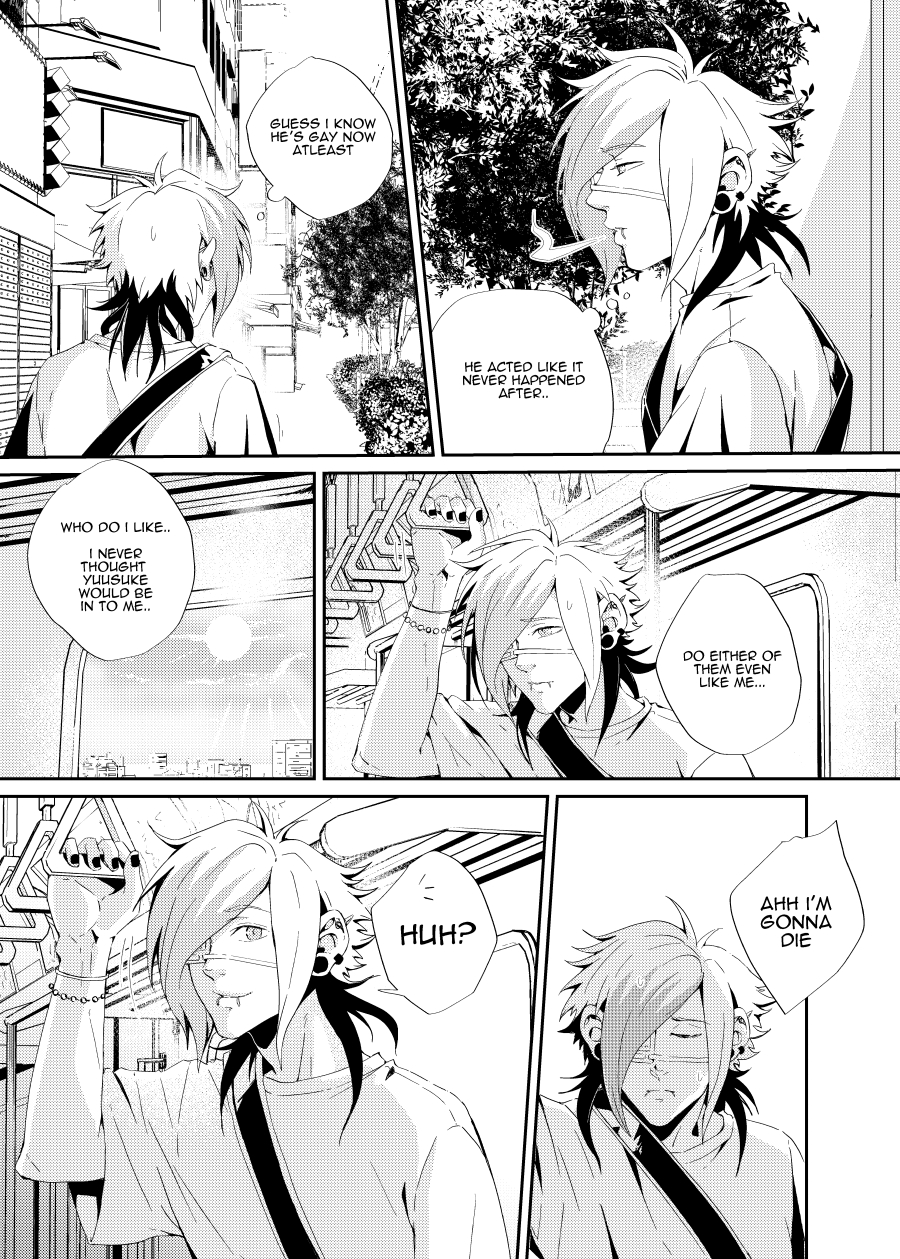 GUESS I KNOW
HE'S GAY NOW
ATLEAST
HE ACTED LIKE IT
NEVER HAPPENED
AFTER..
WHO DO I LIKE..
I NEVER
THOUGHT
YUUSUKE
WOULD BE
IN TO ME..
DO EITHER OF
THEM EVEN
LIKE ME...
HUH?
AHH I'M
GONNA
DIE